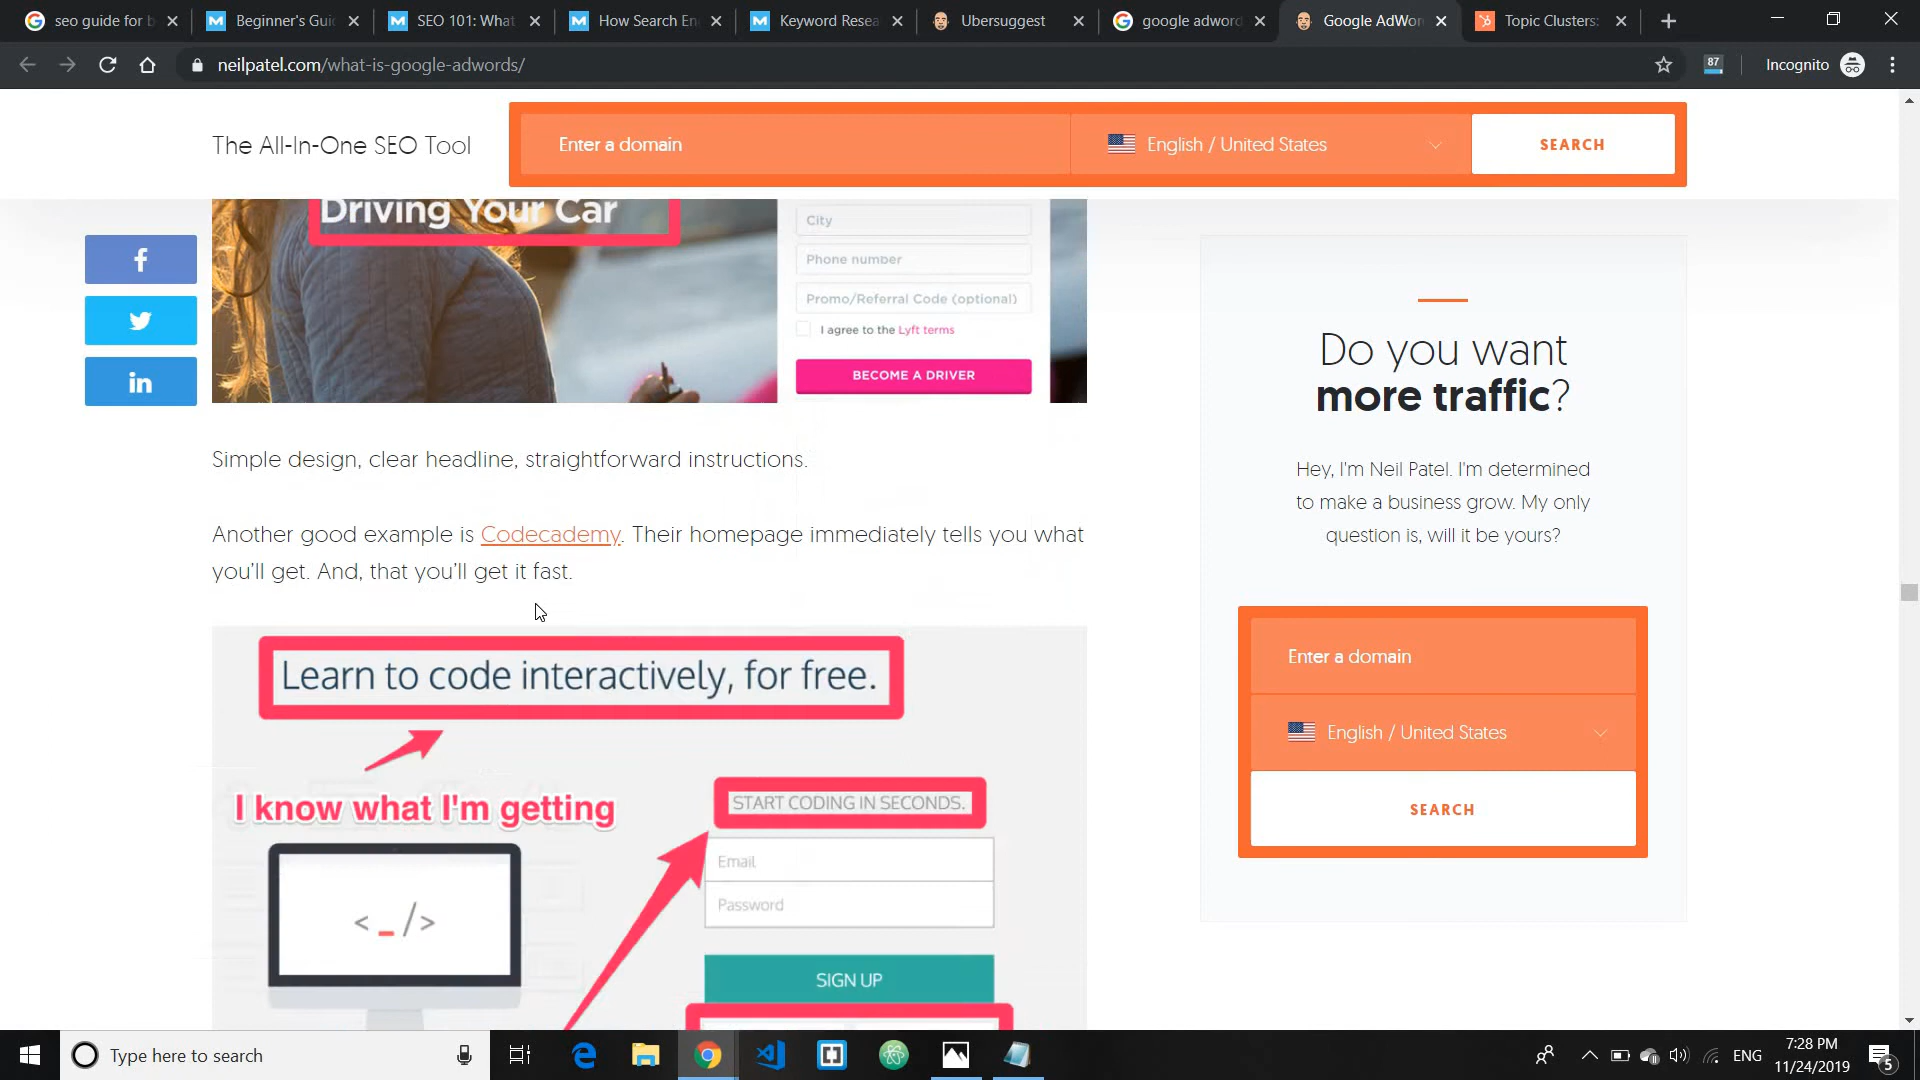 seo guide for b
Beginner's Guid
SEO 101: What
How Search En
Keyword Resea
Ubersuggest
google adword
Google AdWor
Topic Clusters:
neilpatel.com/what-is-google-adwords/
87
Incognito
The All-In-One SEO Tool
Enter a domain
English / United States
SEARCH
Driving Your Car
City
Phone number
Promo/Referral Code (optional)
I agree to the Lyft terms
BECOME A DRIVER
Simple design, clear headline, straightforward instructions.
Another good example is Codecademy. Their homepage immediately tells you what
you'll get. And, that you'll get it fast.
Learn to code interactively, for free.
I know what I'm getting
START CODING IN SECONDS.
Email
Password
< _ />
SIGN UP
Do you want
more traffic?
Hey, I'm Neil Patel. I'm determined
to make a business grow. My only
question is, will it be yours?
Enter a domain
English / United States
SEARCH
Type here to search
ENG
7:28 PM
11/24/2019
5